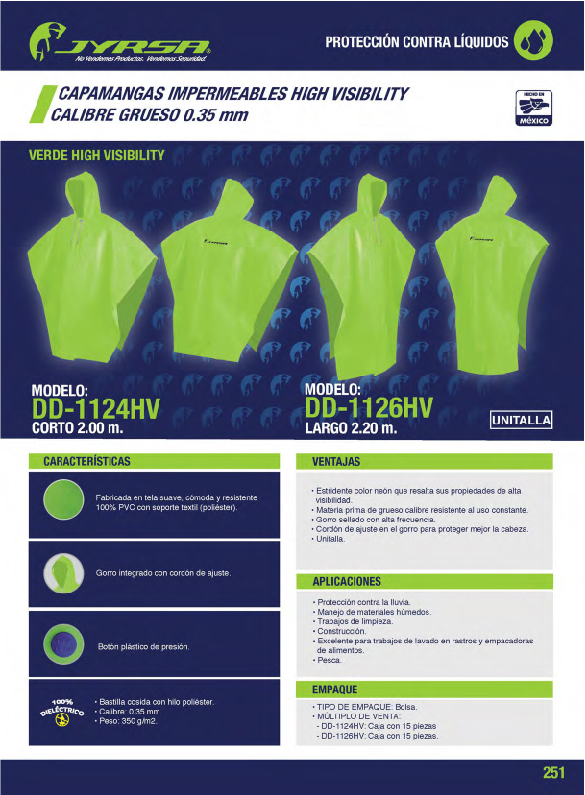 JYRSA®
No Vendemos Productos. Vendemos Seguridad.
PROTECCIÓN CONTRA LÍQUIDOS
CAPAMANGAS IMPERMEABLES HIGH VISIBILITY
CALIBRE GRUESO 0.35 mm
HECHO EN
MÉXICO
VERDE HIGH VISIBILITY
JYRSA
MODELO:
DD-1124HV
CORTO 2.00 m.
MODELO:
DD-1126HV
LARGO 2.20 m.
UNITALLA
CARACTERÍSTICAS
Fabricada en tela suave, cómoda y resistente
100% PVC con soporte textil (poliéster).
Gorro integrado con cordón de ajuste.
Botón plástico de presión.
100%
DIELÉCTRICO
• Bastilla cosida con hilo poliéster.
• Calibre: 0.35 mm
• Peso: 350 g/m2.
VENTAJAS
• Estridente color neón que resalta sus propiedades de alta
visibilidad.
• Materia prima de grueso calibre resistente al uso constante.
• Gorro sellado con alta frecuencia.
• Cordón de ajuste en el gorro para proteger mejor la cabeza.
• Unitalla.
APLICACIONES
• Protección contra la lluvia.
• Manejo de materiales húmedos.
• Trabajos de limpieza.
• Construcción.
• Excelente para trabajos de lavado en rastros y empacadoras
de alimentos.
• Pesca.
EMPAQUE
• TIPO DE EMPAQUE: Bolsa.
• MÚLTIPLO DE VENTA:
- DD-1124HV: Caja con 15 piezas
- DD-1126HV: Caja con 15 piezas.
251